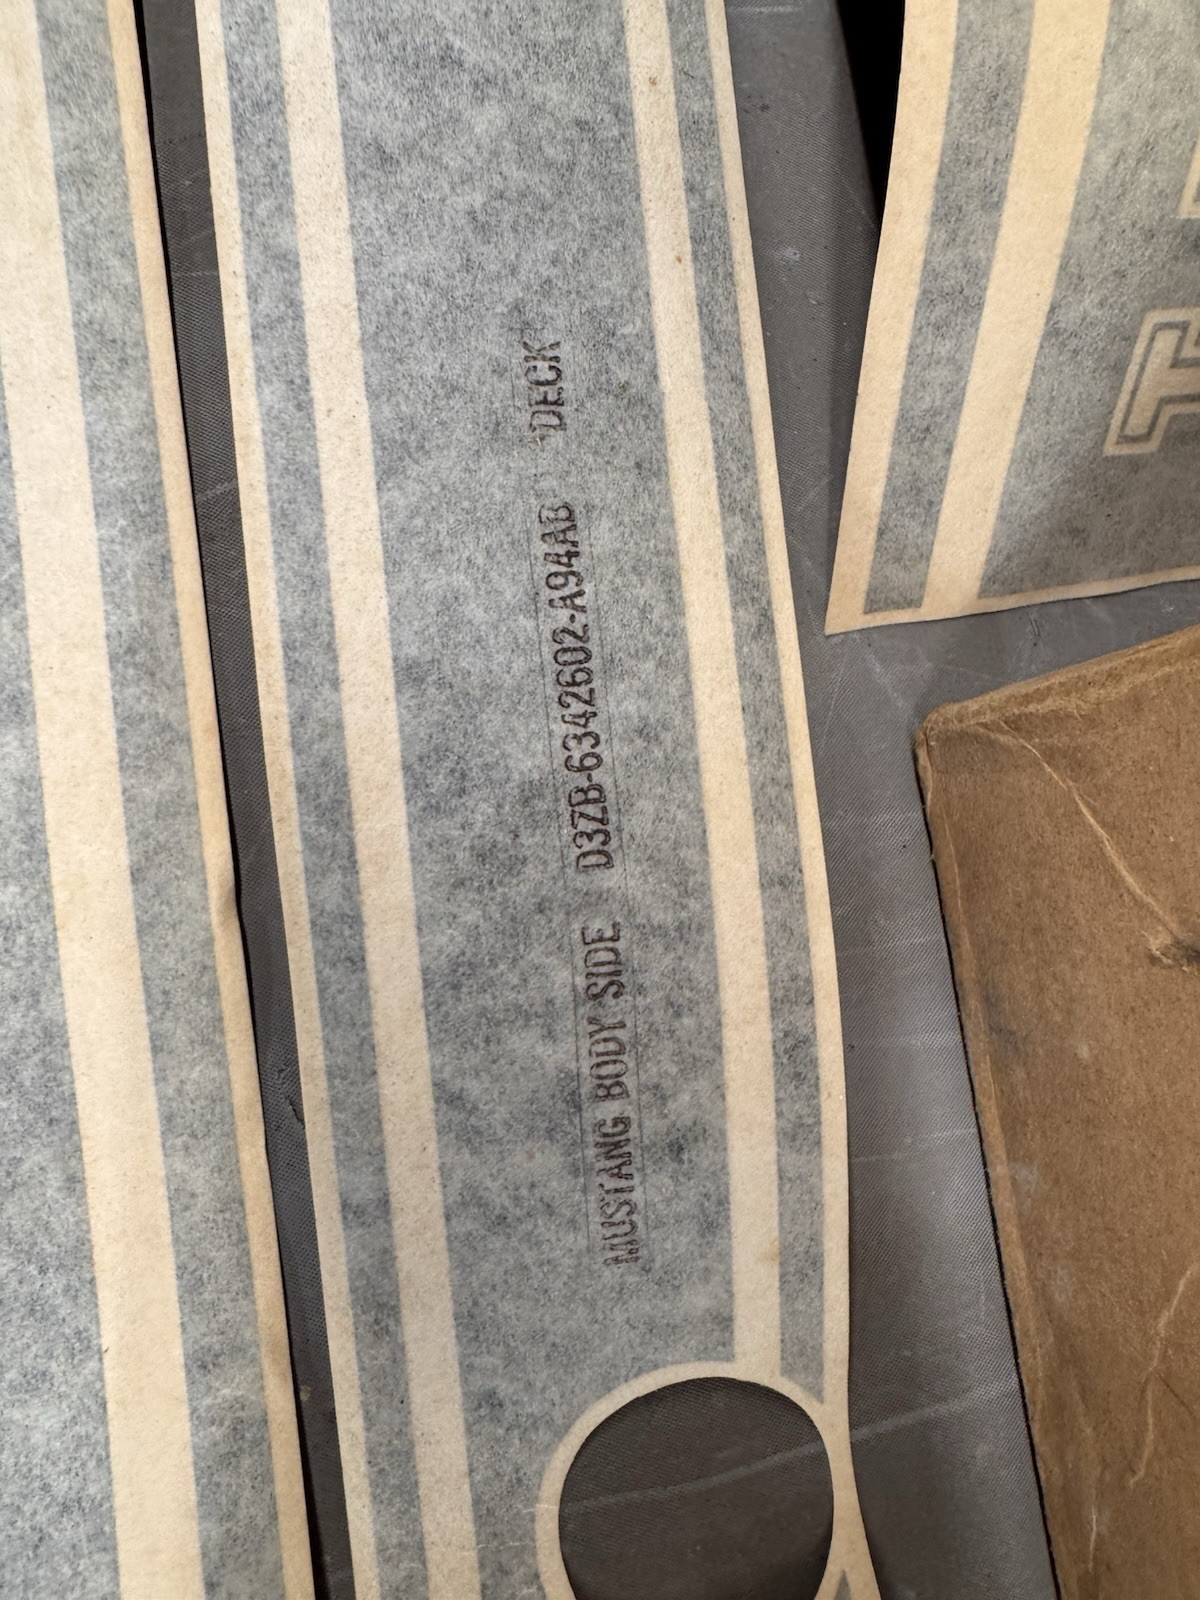 MUSTANG BODY SIDE D3ZB-6342602-A94AB DECK